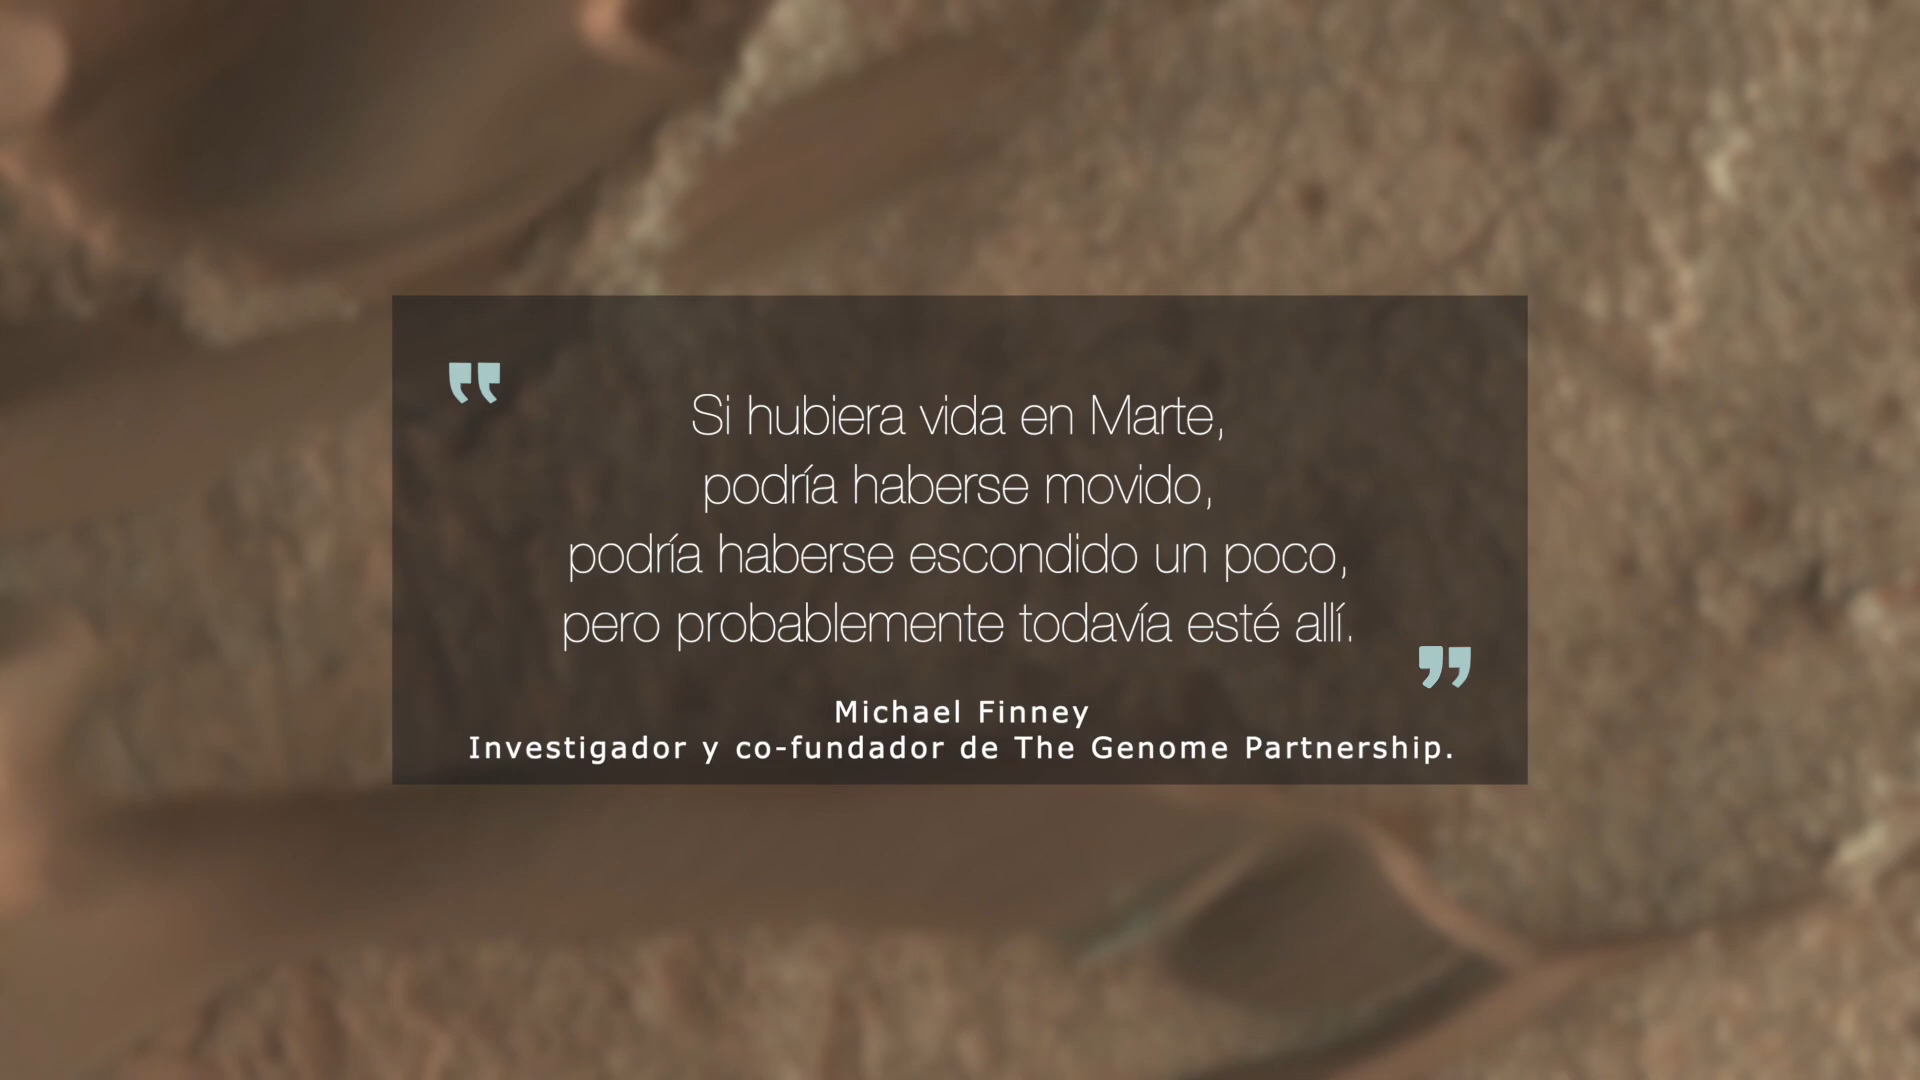 Si hubiera vida en Marte,
podría haberse movido,
podría haberse escondido un poco,
pero probablemente todavía esté allí.
Michael Finney
Investigador y co-fundador de The Genome Partnership.